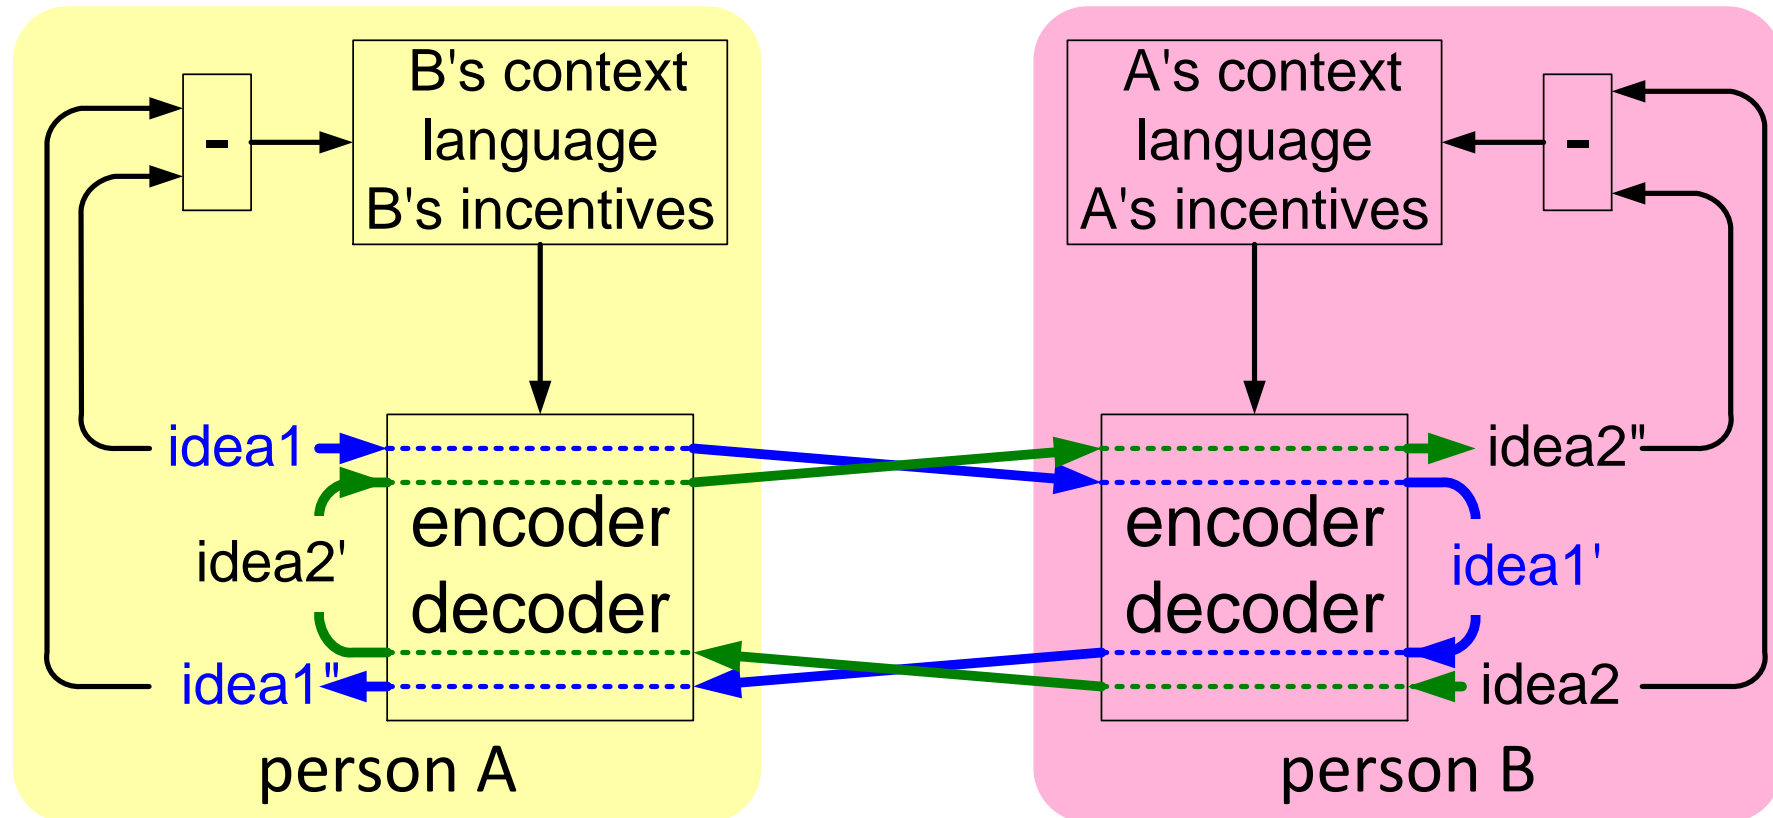 B's context
language
B's incentives
-
A's context
language
A's incentives
-
idea1
idea2'
idea1"
encoder
decoder
encoder
decoder
idea2"
idea1'
idea2
person A
person B